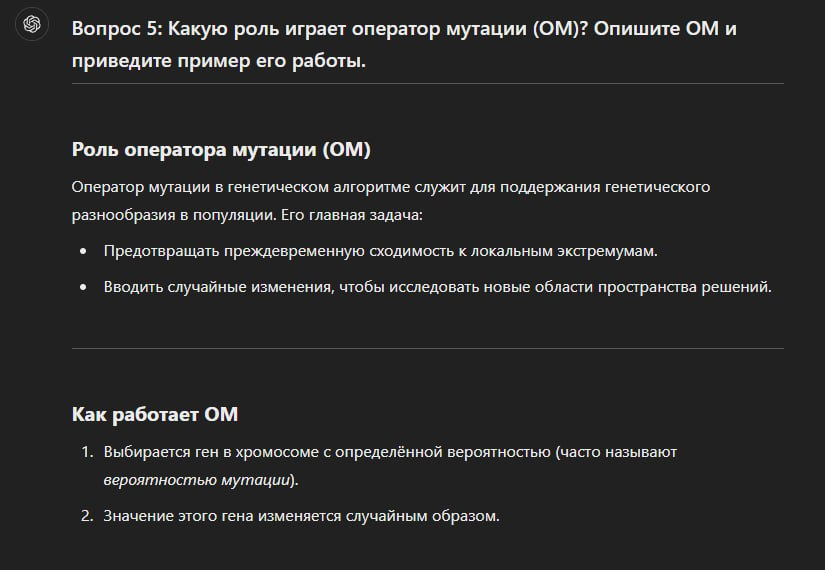 Вопрос 5: Какую роль играет оператор мутации (ОМ)? Опишите ОМ и
приведите пример его работы.
Роль оператора мутации (ОМ)
Оператор мутации в генетическом алгоритме служит для поддержания генетического
разнообразия в популяции. Его главная задача:
• Предотвращать преждевременную сходимость к локальным экстремумам.
• Вводить случайные изменения, чтобы исследовать новые области пространства решений.
Как работает ОМ
1. Выбирается ген в хромосоме с определённой вероятностью (часто называют
вероятностью мутации).
2. Значение этого гена изменяется случайным образом.